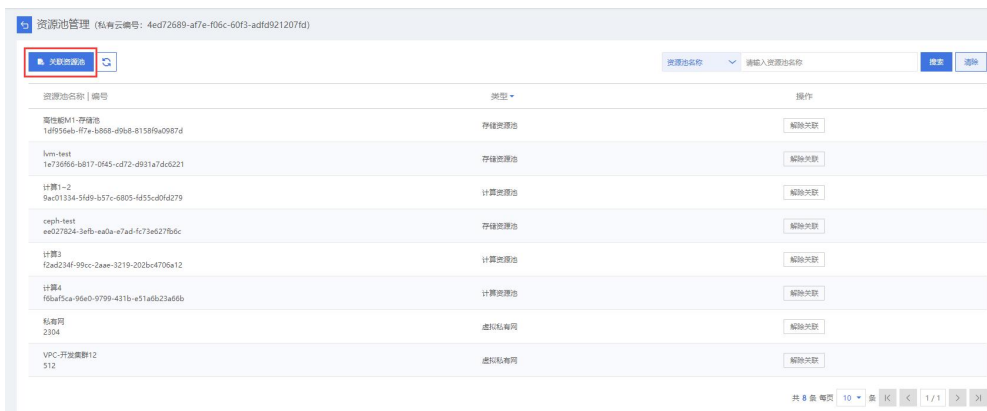 资源池管理 (私有云编号: 4ed72689-af7e-f06c-60f3-adfd921207fd)
关联资源池
资源池名称 请输入资源池名称 搜索 清除
资源池名称 | 编号 类型 操作
高性能M1-存储池
1df956eb-ff7e-b868-d9b8-8158f9a0987d
存储资源池 解除关联
lvm-test
1e736f66-b817-0f45-cd72-d931a7dc6221
存储资源池 解除关联
计算1~2
9ac01334-5fd9-b57c-6805-fd55cd0fd279
计算资源池 解除关联
ceph-test
ee027824-3efb-ea0a-e7ad-fc73e627fb6c
存储资源池 解除关联
计算3
f2ad234f-99cc-2aae-3219-202bc4706a12
计算资源池 解除关联
计算4
f6baf5ca-96e0-9799-431b-e51a6b23a66b
计算资源池 解除关联
私有网
2304
虚拟私有网 解除关联
VPC-开发集群12
512
虚拟私有网 解除关联
共 8 条 每页 10 条 1 / 1